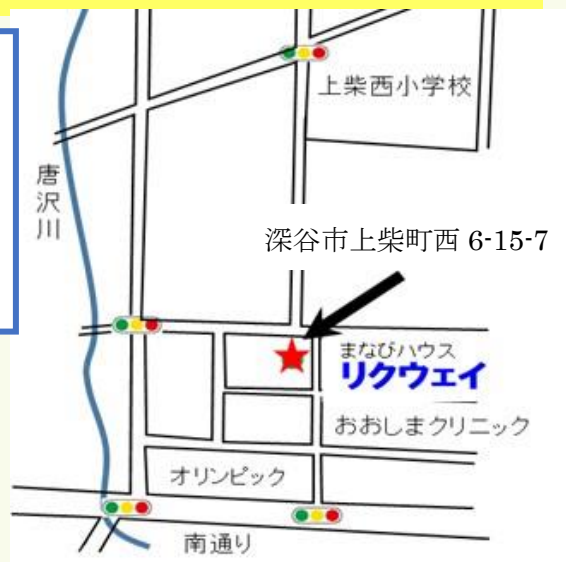 上柴西小学校
唐沢川
深谷市上柴町西 6-15-7
まなびハウス
リクウェイ
おおしまクリニック
オリンピック
南通り